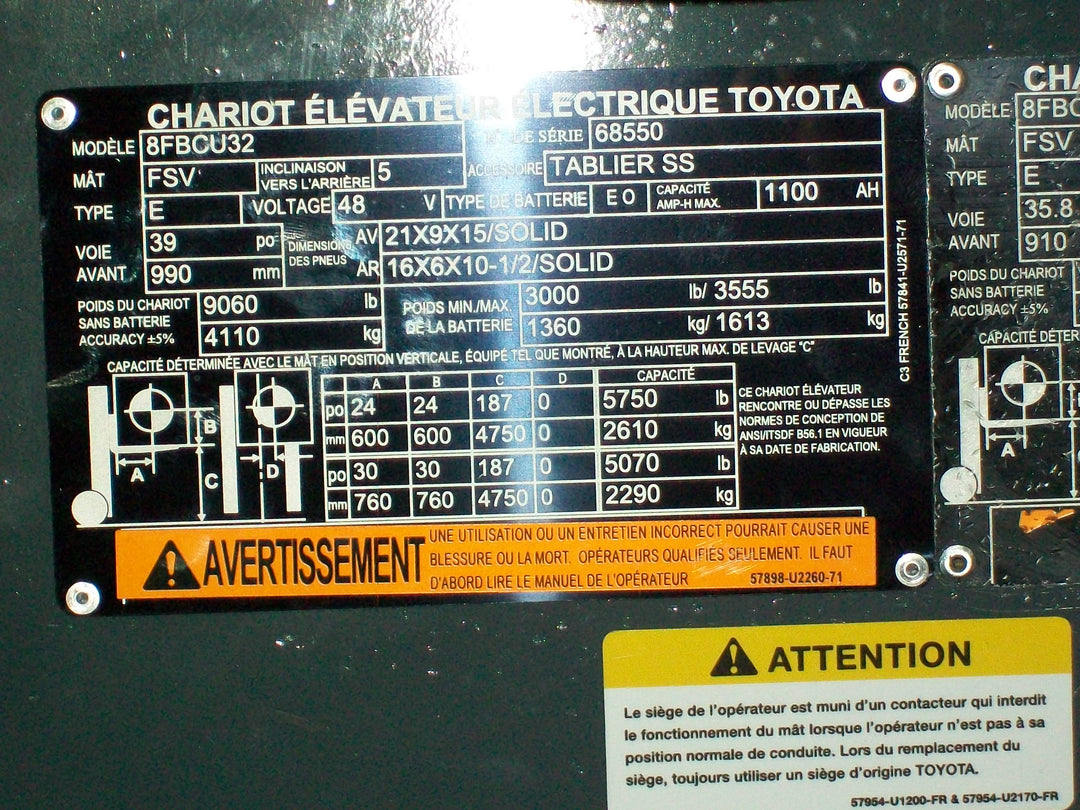 CHARIOT ÉLÉVATEUR ÉLECTRIQUE TOYOTA
MODÈLE 8FBCU32 DE SÉRIE 68550
MÂT FSV INCLINAISON VERS L'ARRIÈRE 5 ACCESSOIRE TABLIER SS
TYPE E VOLTAGE 48 V TYPE DE BATTERIE E O CAPACITÉ AMP-H MAX. 1100 AH
VOIE AVANT 39 po DIMENSIONS DES PNEUS AV 21X9X15/SOLID
990 mm AR 16X6X10-1/2/SOLID
POIDS DU CHARIOT SANS BATTERIE ACCURACY ±5% 9060 lb POIDS MIN./MAX. DE LA BATTERIE 3000 lb/ 3555 lb
4110 kg 1360 kg/ 1613 kg
C3 FRENCH 57841-U2571-71
CAPACITÉ DÉTERMINÉE AVEC LE MÂT EN POSITION VERTICALE, ÉQUIPÉ TEL QUE MONTRÉ, À LA HAUTEUR MAX. DE LEVAGE "C"
B
A
C
D
A B C D CAPACITÉ
po 24 24 187 0 5750 lb
mm 600 600 4750 0 2610 kg
po 30 30 187 0 5070 lb
mm 760 760 4750 0 2290 kg
CE CHARIOT ÉLÉVATEUR
RENCONTRE OU DÉPASSE LES
NORMES DE CONCEPTION DE
ANSI/ITSDF B56.1 EN VIGUEUR
À SA DATE DE FABRICATION.
AVERTISSEMENT
UNE UTILISATION OU UN ENTRETIEN INCORRECT POURRAIT CAUSER UNE
BLESSURE OU LA MORT. OPÉRATEURS QUALIFIÉS SEULEMENT. IL FAUT
D'ABORD LIRE LE MANUEL DE L'OPÉRATEUR 57898-U2260-71
CHA
MODÈLE 8FBC
MÂT FSV
TYPE E
VOIE AVANT 35.8
910
POIDS DU CHARIOT
SANS BATTERIE
ACCURACY ±5%
CAPACITÉ DÉTER
A
ATTENTION
Le siège de l'opérateur est muni d'un contacteur qui interdit
le fonctionnement du mât lorsque l'opérateur n'est pas à sa
position normale de conduite. Lors du remplacement du
siège, toujours utiliser un siège d'origine TOYOTA.
57954-U1200-FR & 57954-U2170-FR